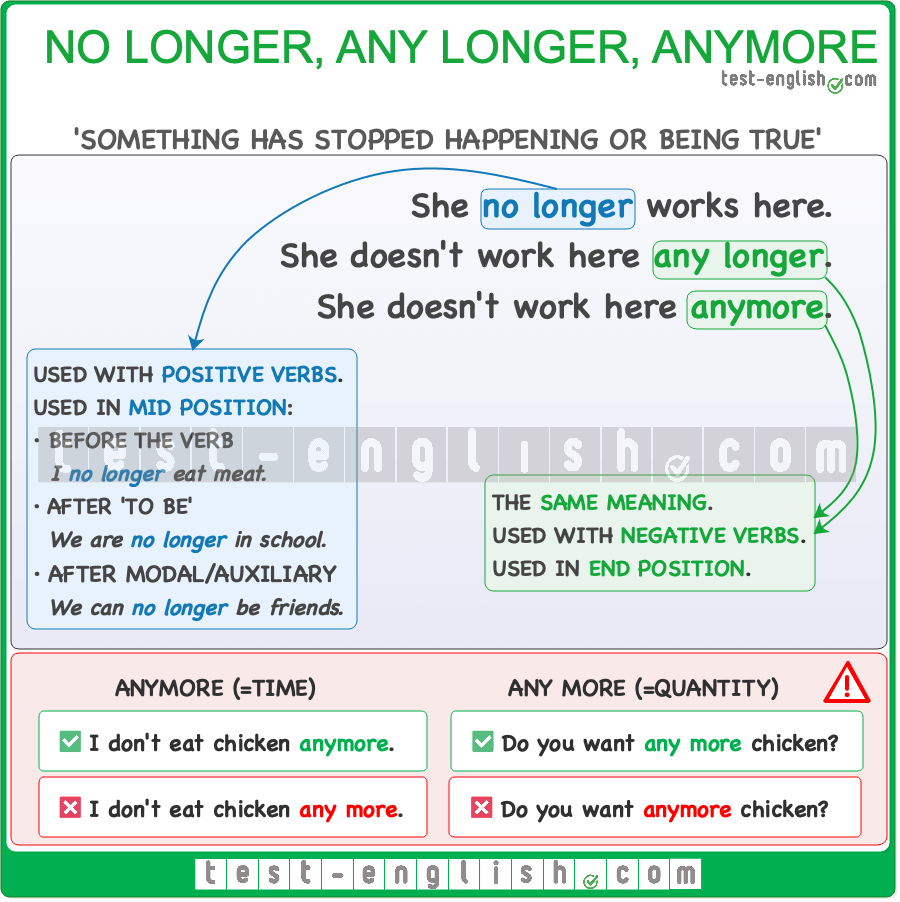 NO LONGER, ANY LONGER, ANYMORE
test-english.com
'SOMETHING HAS STOPPED HAPPENING OR BEING TRUE'
She no longer works here.
She doesn't work here any longer.
She doesn't work here anymore.
USED WITH POSITIVE VERBS.
USED IN MID POSITION:
· BEFORE THE VERB
I no longer eat meat.
· AFTER 'TO BE'
We are no longer in school.
· AFTER MODAL/AUXILIARY
We can no longer be friends.
test-english.com
THE SAME MEANING.
USED WITH NEGATIVE VERBS.
USED IN END POSITION.
ANYMORE (=TIME)
I don't eat chicken anymore.
I don't eat chicken any more.
ANY MORE (=QUANTITY)
Do you want any more chicken?
Do you want anymore chicken?
test-english.com